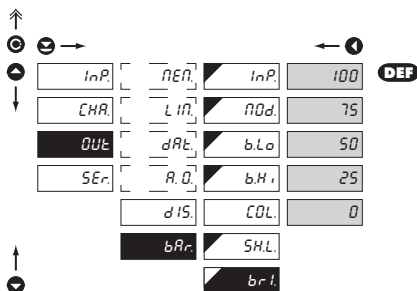 InP. MEM. InP. 100 DEF
CHA. LIM. MOd. 75
OUt. dAt. b.Lo 50
SEr. A.O. b.HI 25
dIS. COL. 0
bAr. SH.L.
brI.